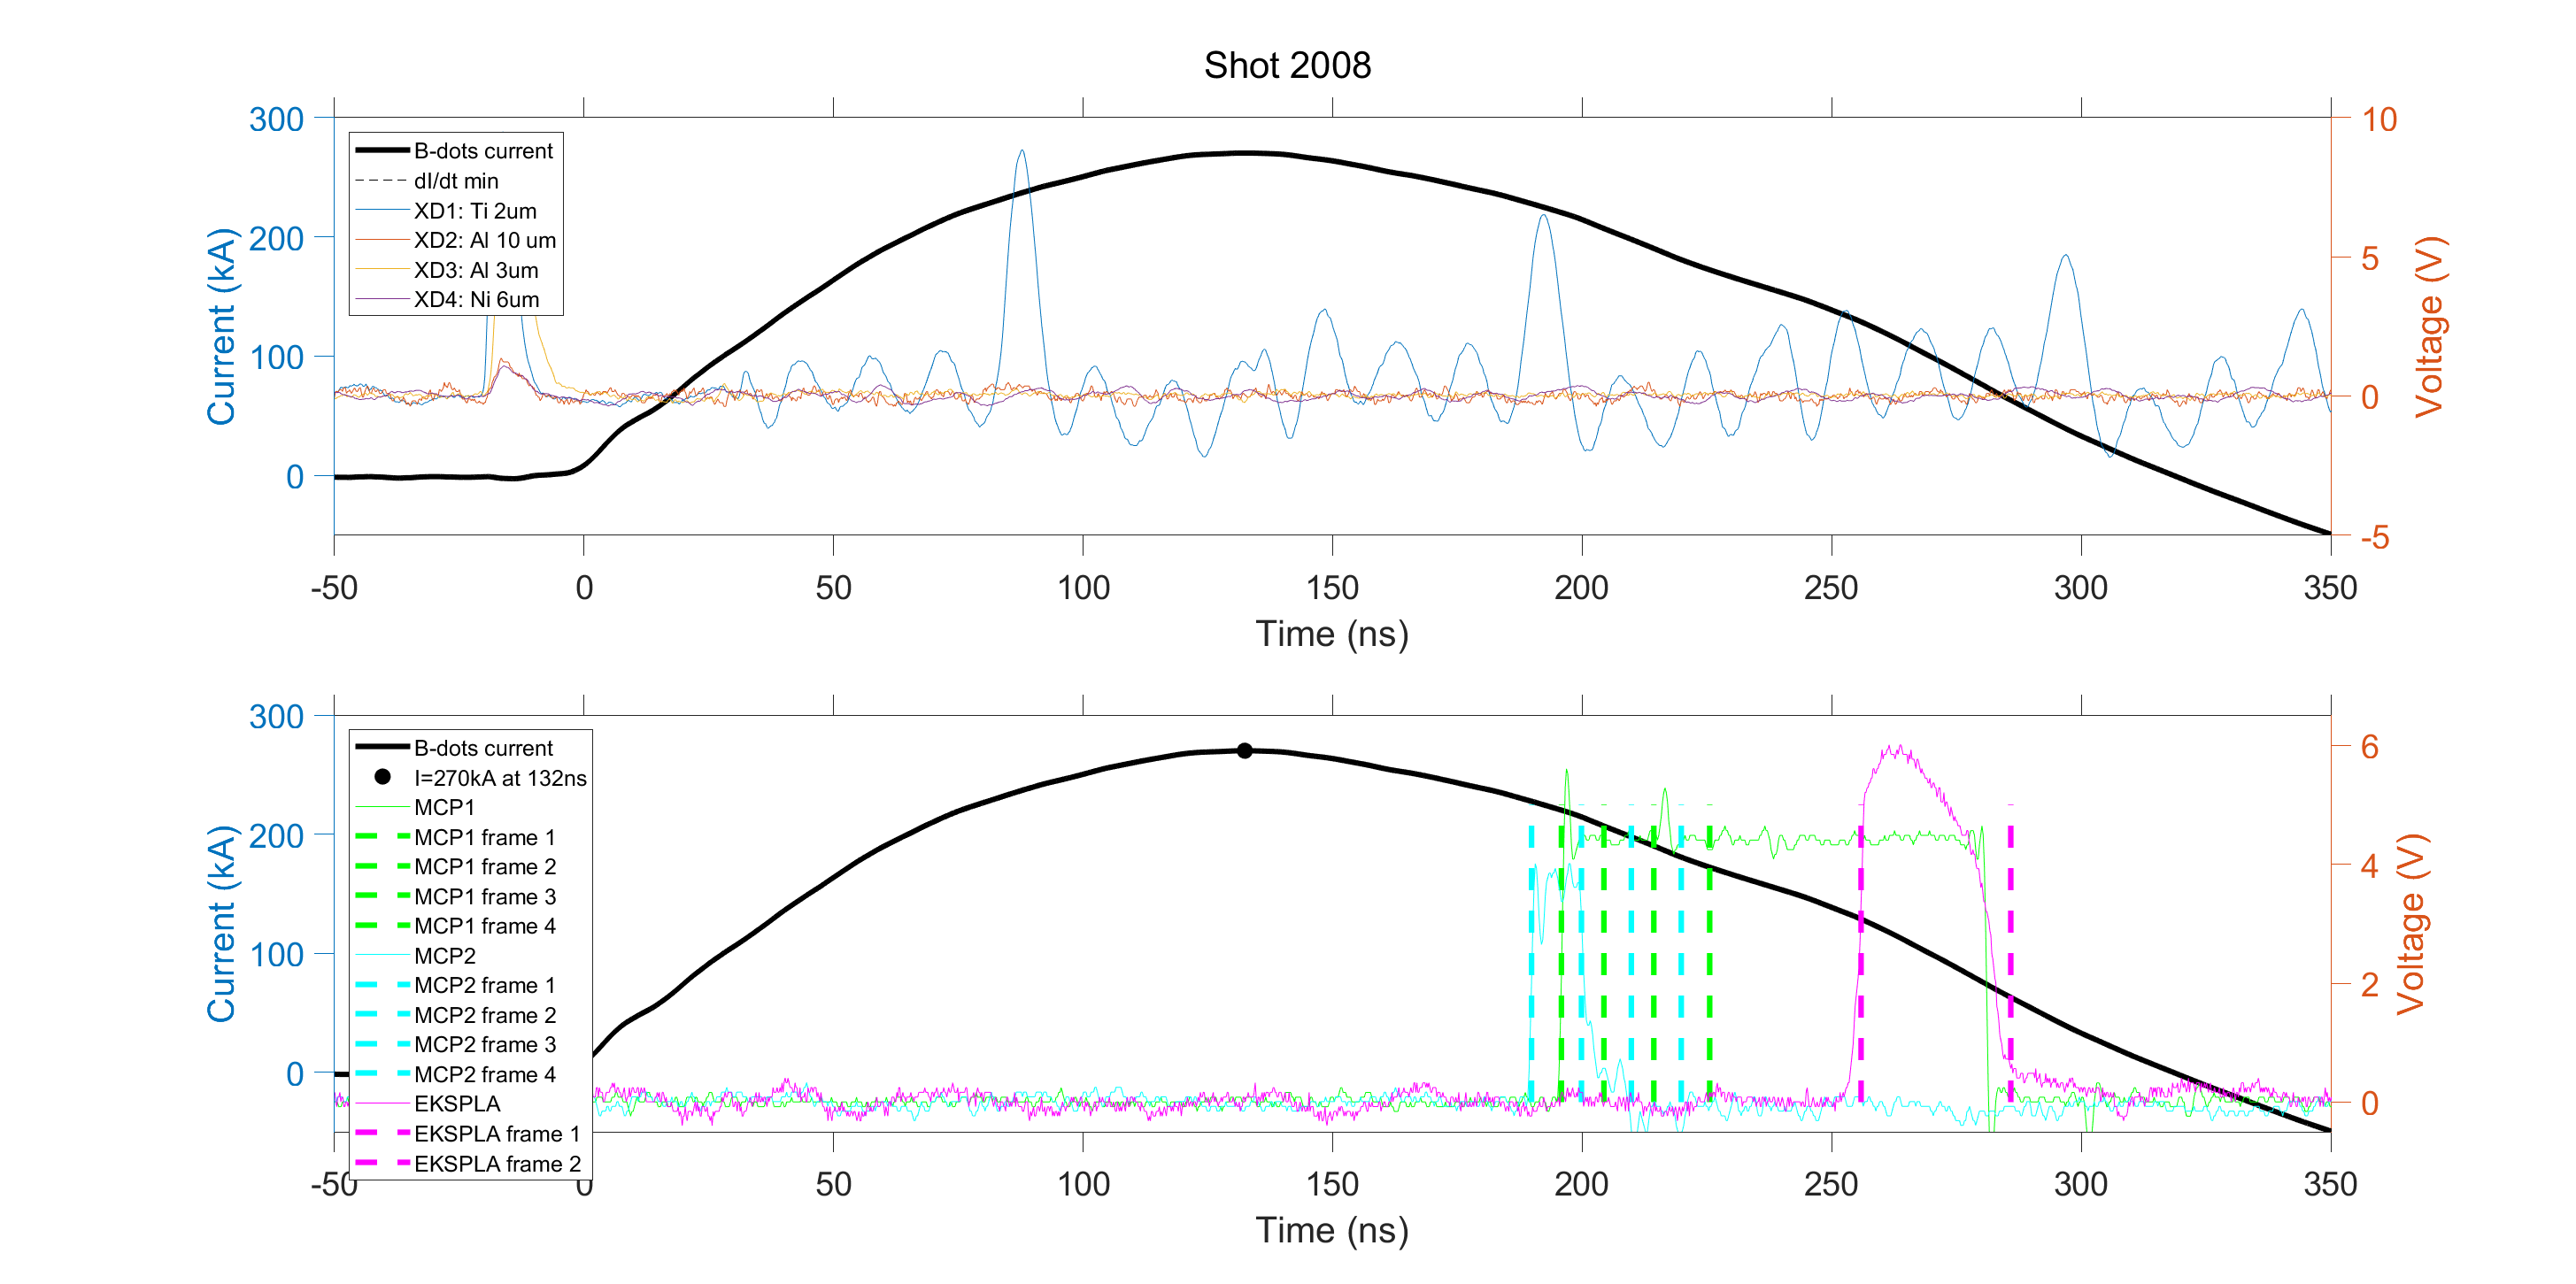 Shot 2008
300
200
100
0
Current (kA)
B-dots current
dI/dt min
XD1: Ti 2um
XD2: Al 10 um
XD3: Al 3um
XD4: Ni 6um
10
5
0
-5
Voltage (V)
-50 0 50 100 150 200 250 300 350
Time (ns)
300
200
100
0
Current (kA)
B-dots current
I=270kA at 132ns
MCP1
MCP1 frame 1
MCP1 frame 2
MCP1 frame 3
MCP1 frame 4
MCP2
MCP2 frame 1
MCP2 frame 2
MCP2 frame 3
MCP2 frame 4
EKSPLA
EKSPLA frame 1
EKSPLA frame 2
6
4
2
0
Voltage (V)
-50 0 50 100 150 200 250 300 350
Time (ns)